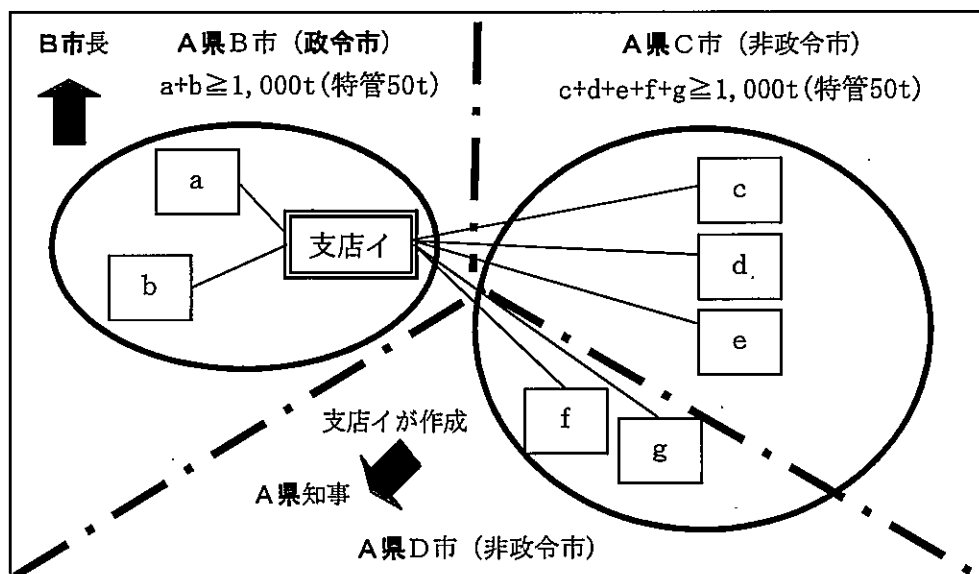 B市長
A県B市 (政令市)
a+b≧1,000t(特管50t)
A県C市 (非政令市)
c+d+e+f+g≧1,000t(特管50t)
a
b
支店イ
c
d
e
f
g
支店イが作成
A県知事
A県D市 (非政令市)